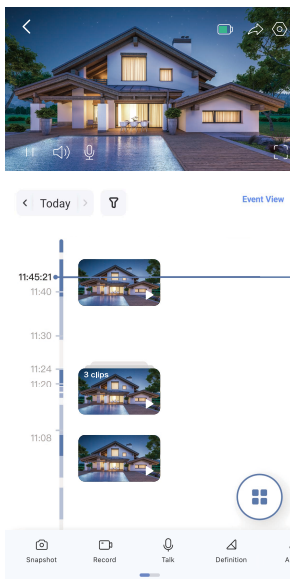 Today
Event View
11:45:21
11:40
11:30
11:24
3 clips
11:20
11:08
Snapshot
Record
Talk
Definition
A